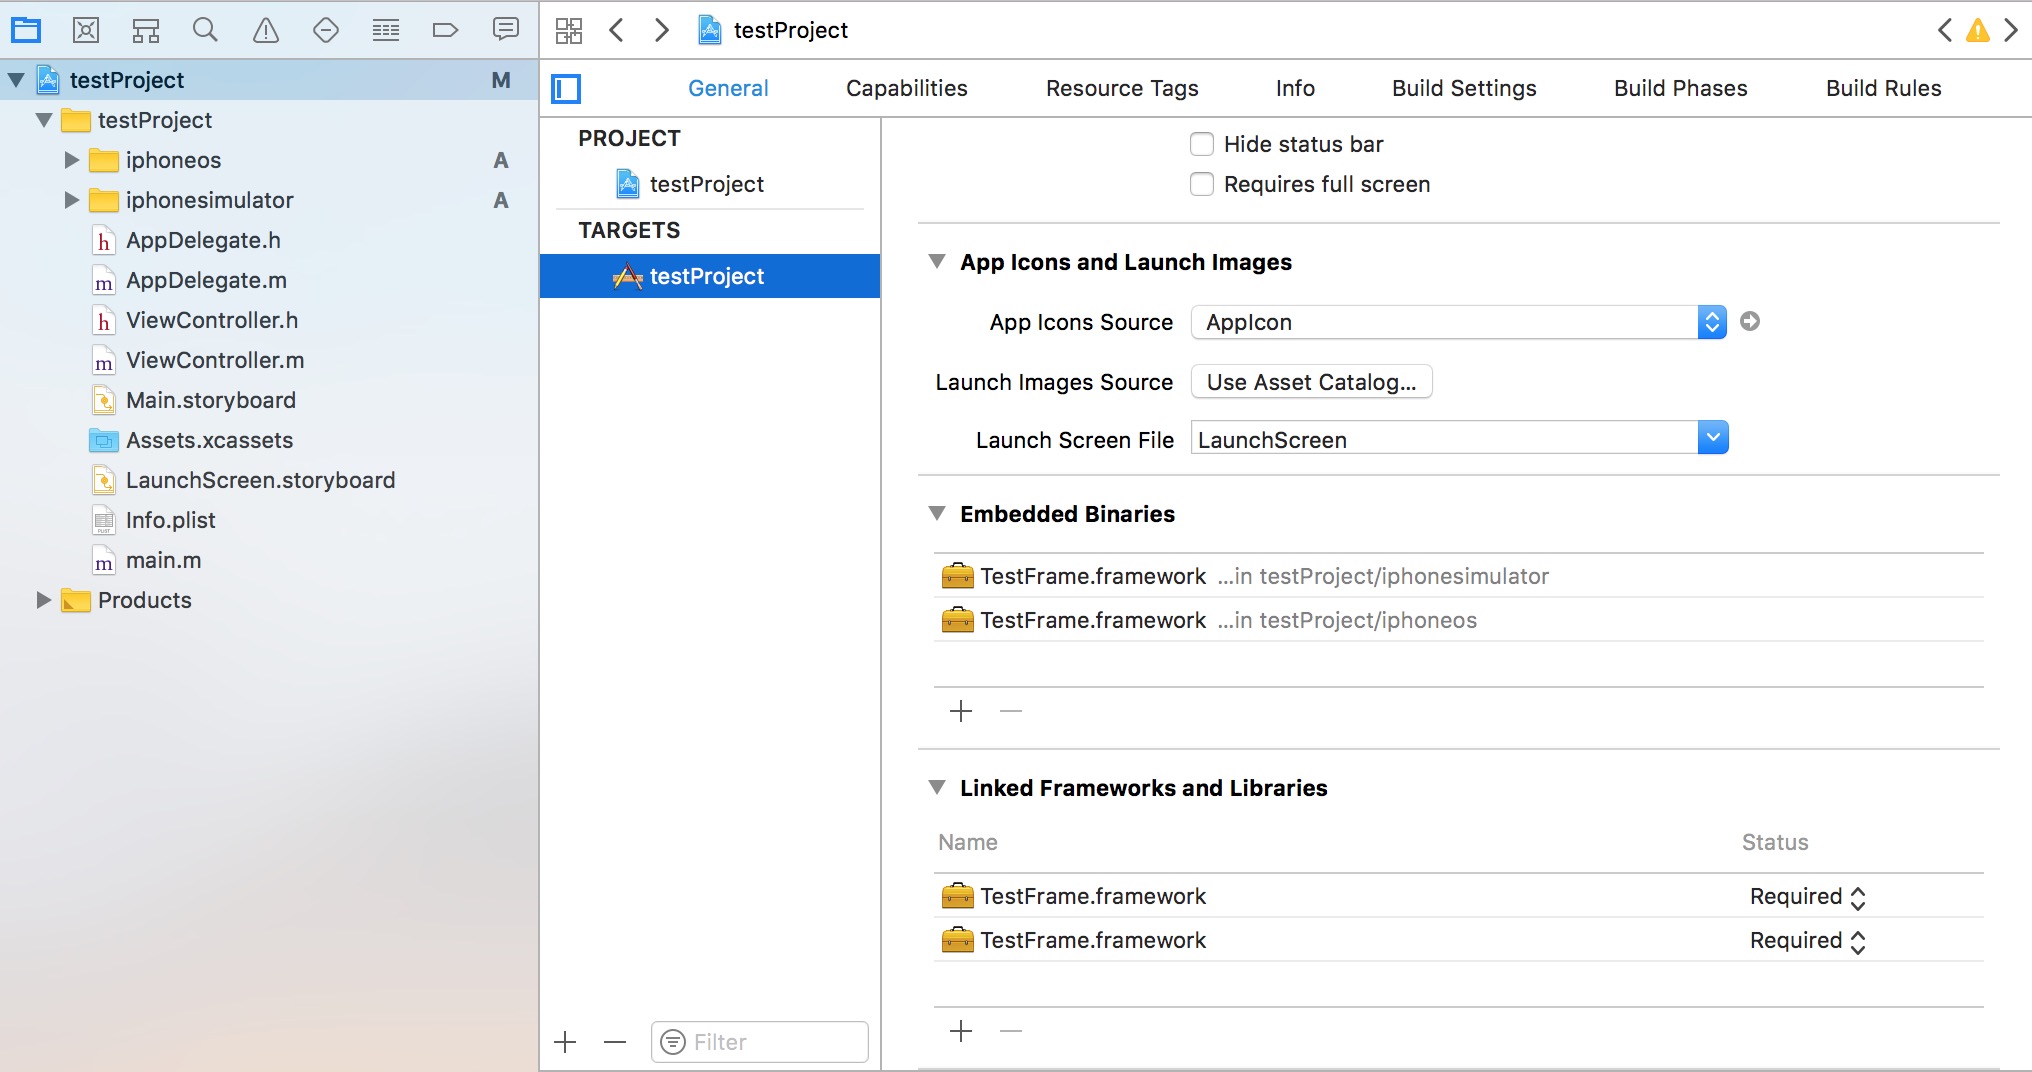 testProject M
testProject
iphoneos A
iphonesimulator A
h AppDelegate.h
m AppDelegate.m
h ViewController.h
m ViewController.m
Main.storyboard
Assets.xcassets
LaunchScreen.storyboard
Info.plist
m main.m
Products
testProject
General Capabilities Resource Tags Info Build Settings Build Phases Build Rules
PROJECT
testProject
TARGETS
testProject
Filter
Hide status bar
Requires full screen
App Icons and Launch Images
App Icons Source AppIcon
Launch Images Source Use Asset Catalog...
Launch Screen File LaunchScreen
Embedded Binaries
TestFrame.framework ...in testProject/iphonesimulator
TestFrame.framework ...in testProject/iphoneos
Linked Frameworks and Libraries
Name Status
TestFrame.framework Required
TestFrame.framework Required